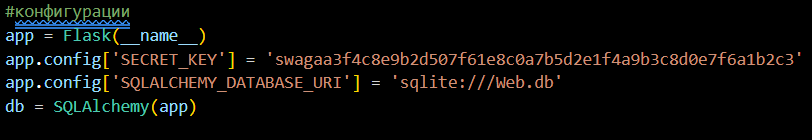 #конфигурации
app = Flask(__name__)
app.config['SECRET_KEY'] = 'swagaa3f4c8e9b2d507f61e8c0a7b5d2e1f4a9b3c8d0e7f6a1b2c3'
app.config['SQLALCHEMY_DATABASE_URI'] = 'sqlite:///Web.db'
db = SQLAlchemy(app)